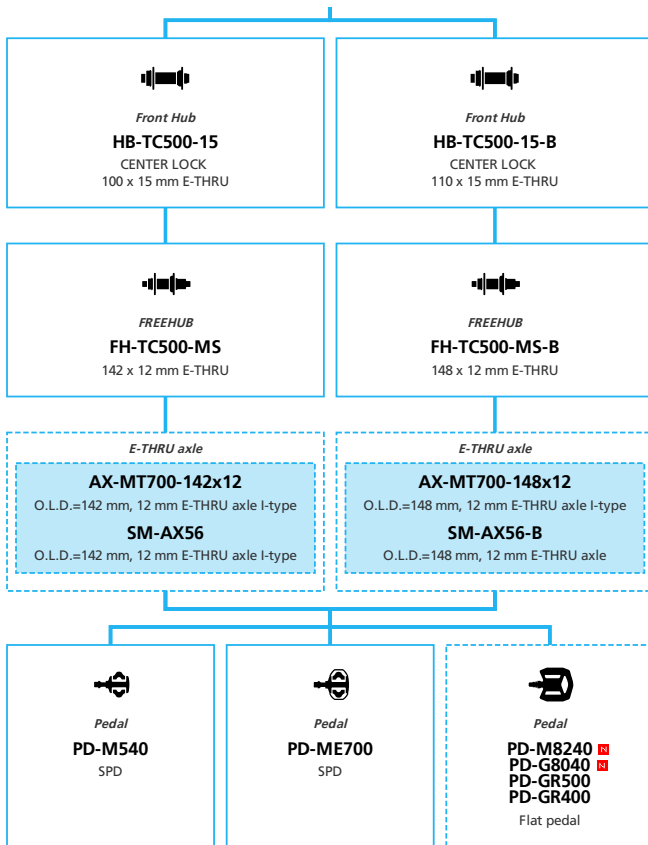 Front Hub
HB-TC500-15
CENTER LOCK
100 x 15 mm E-THRU
Front Hub
HB-TC500-15-B
CENTER LOCK
110 x 15 mm E-THRU
FREEHUB
FH-TC500-MS
142 x 12 mm E-THRU
FREEHUB
FH-TC500-MS-B
148 x 12 mm E-THRU
E-THRU axle
AX-MT700-142x12
O.L.D.=142 mm, 12 mm E-THRU axle I-type
SM-AX56
O.L.D.=142 mm, 12 mm E-THRU axle I-type
E-THRU axle
AX-MT700-148x12
O.L.D.=148 mm, 12 mm E-THRU axle I-type
SM-AX56-B
O.L.D.=148 mm, 12 mm E-THRU axle
Pedal
PD-M540
SPD
Pedal
PD-ME700
SPD
Pedal
PD-M8240 N
PD-G8040 N
PD-GR500
PD-GR400
Flat pedal